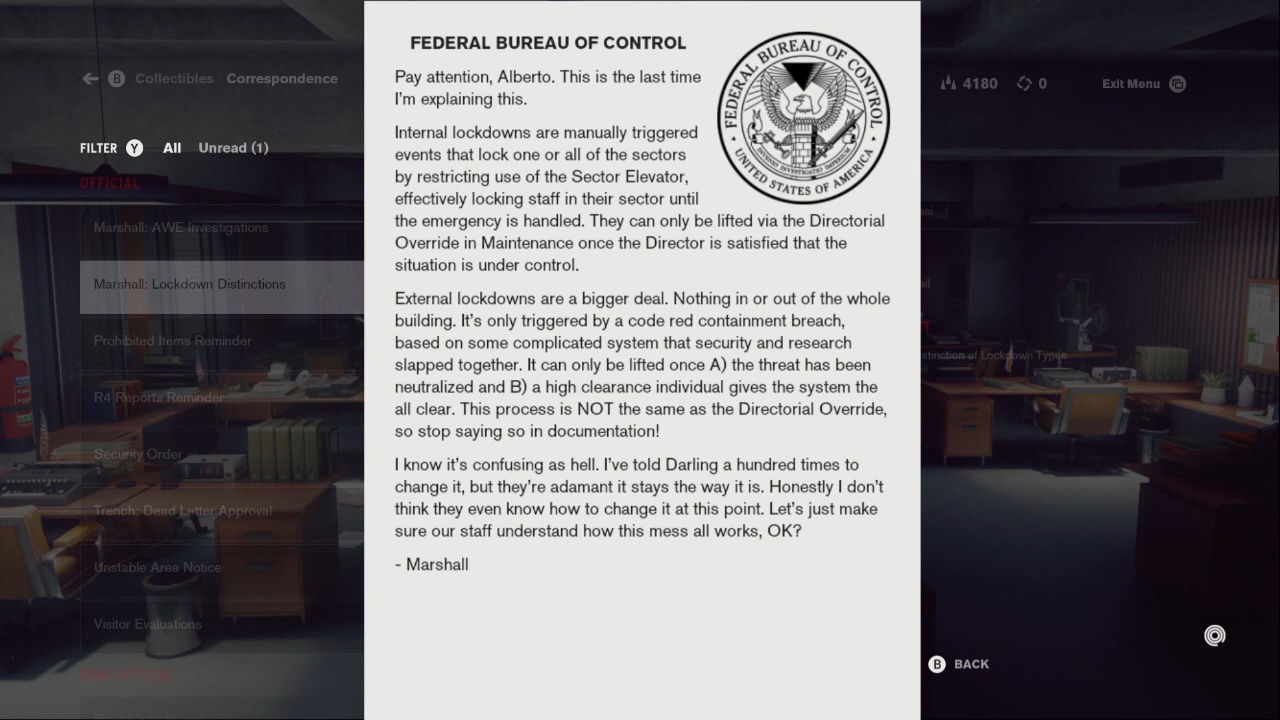 FEDERAL BUREAU OF CONTROL
Pay attention, Alberto. This is the last time
I'm explaining this.
Internal lockdowns are manually triggered
events that lock one or all of the sectors
by restricting use of the Sector Elevator,
effectively locking staff in their sector until
the emergency is handled. They can only be lifted via the Directorial
Override in Maintenance once the Director is satisfied that the
situation is under control.
External lockdowns are a bigger deal. Nothing in or out of the whole
building. It's only triggered by a code red containment breach,
based on some complicated system that security and research
slapped together. It can only be lifted once A) the threat has been
neutralized and B) a high clearance individual gives the system the
all clear. This process is NOT the same as the Directorial Override,
so stop saying so in documentation!
I know it's confusing as hell. I've told Darling a hundred times to
change it, but they're adamant it stays the way it is. Honestly I don't
think they even know how to change it at this point. Let's just make
sure our staff understand how this mess all works, OK?
- Marshall
FEDERAL BUREAU OF CONTROL
UNITED STATES OF AMERICA
B Collectibles / Correspondence
FILTER Y All Unread (1)
OFFICIAL
Marshall: AWE Investigations
Marshall: Lockdown Distinctions
Prohibited Items Reminder
R4 Reports Reminder
Security Order
Trench: Dead Letter Approval
Unstable Area Notice
Visitor Evaluations
4180 0 Exit Menu
stinction of Lockdown Types
B BACK